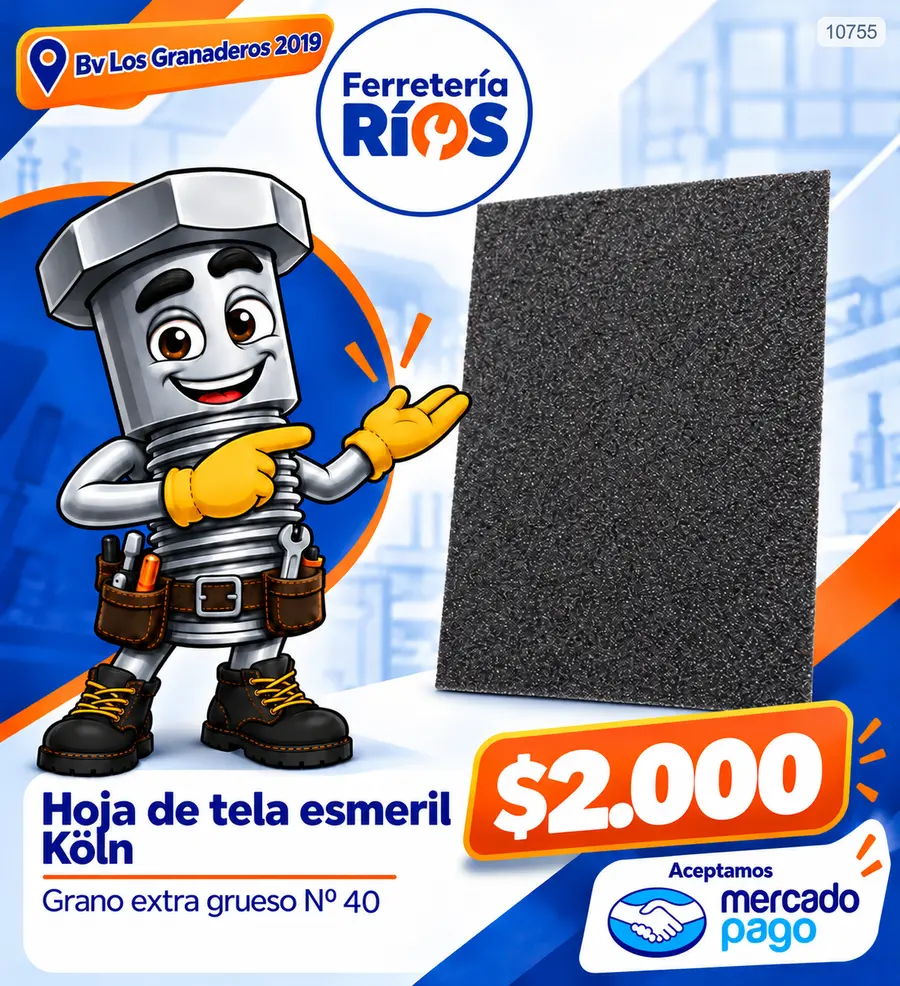 Bv Los Granaderos 2019
Ferretería
Ríos
10755
$2.000
Hoja de tela esmeril
Köln
Grano extra grueso Nº 40
Aceptamos
mercado
pago